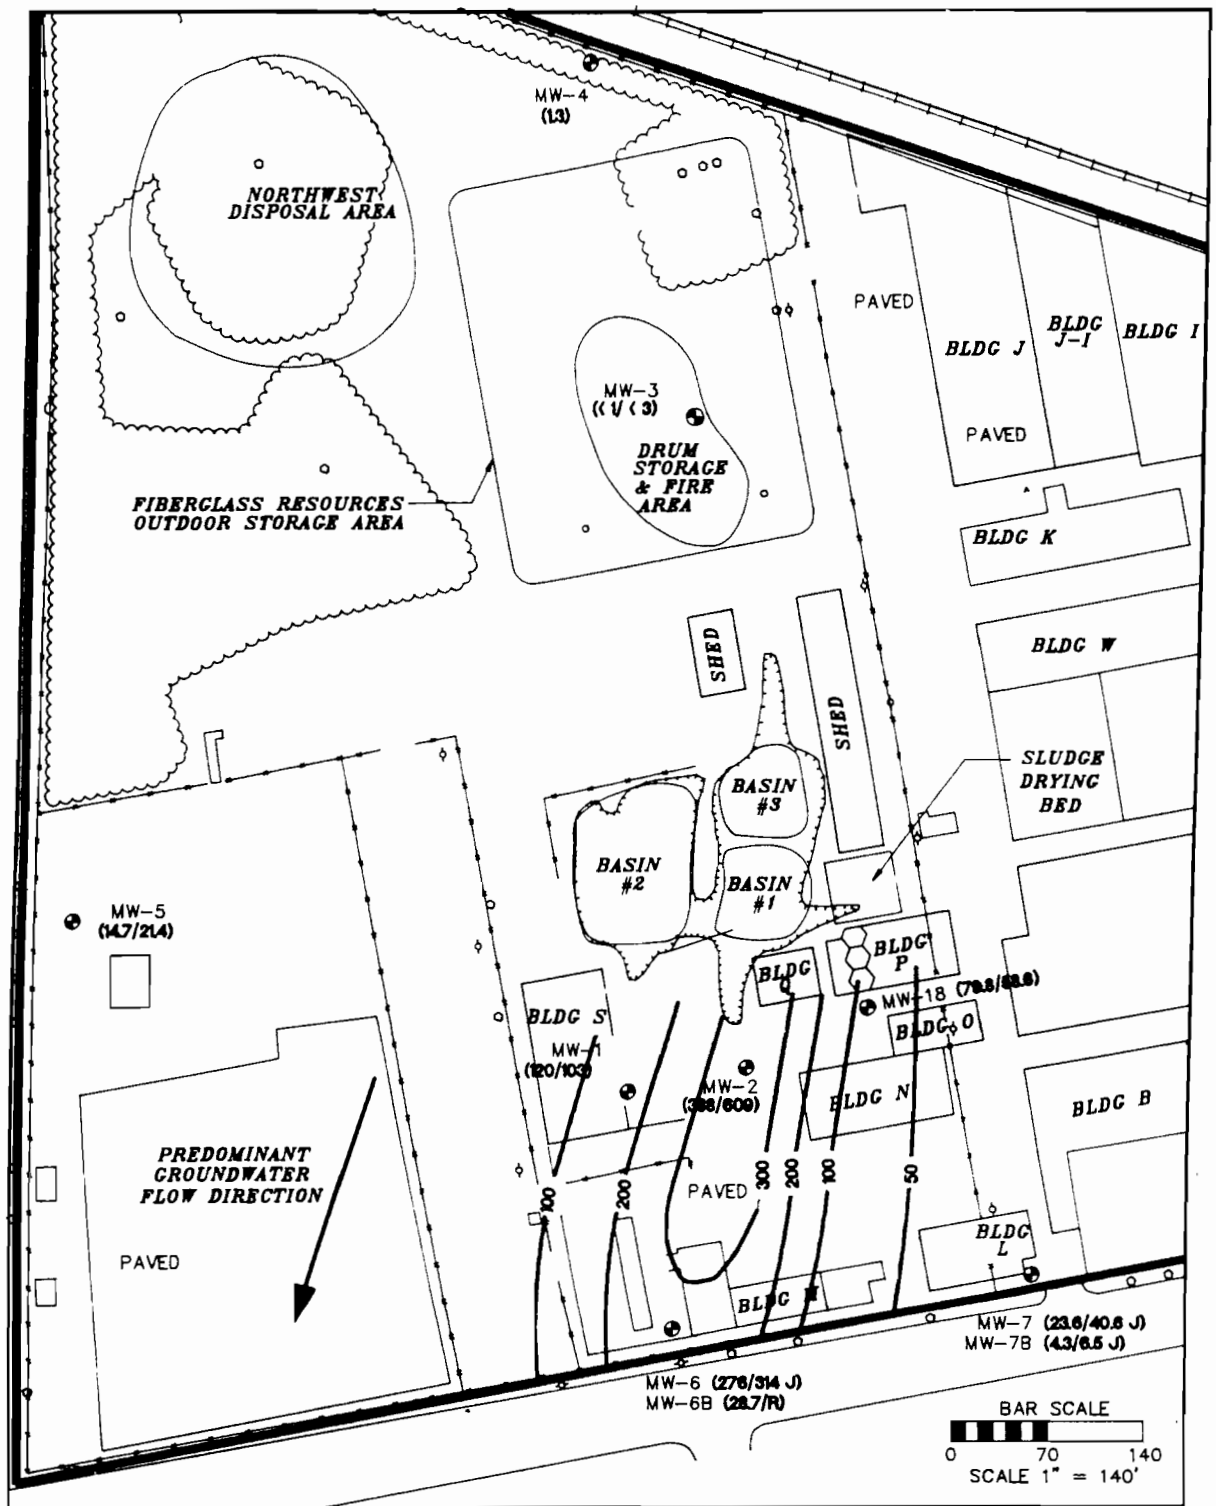 MW-4
(1.3)
NORTHWEST
DISPOSAL AREA
PAVED
BLDG J
BLDG
J-I
BLDG I
MW-3
(< 1/ < 3)
PAVED
DRUM
STORAGE
& FIRE
AREA
FIBERGLASS RESOURCES
OUTDOOR STORAGE AREA
BLDG K
SHED
BLDG W
SHED
SLUDGE
DRYING
BED
BASIN
#3
BASIN
#2
BASIN
#1
MW-5
(14.7/21.4)
BLDG
P
BLDG
Q
MW-18
BLDG S
BLDG O
MW-1
(120/103)
MW-2
BLDG N
BLDG B
PREDOMINANT
GROUNDWATER
FLOW DIRECTION
100
200
PAVED
300
200
100
50
PAVED
BLDG
L
BLDG
MW-7 (23.6/40.6 J)
MW-7B (4.3/6.5 J)
MW-6 (276/314 J)
MW-6B (28.7/R)
BAR SCALE
0 70 140
SCALE 1" = 140'